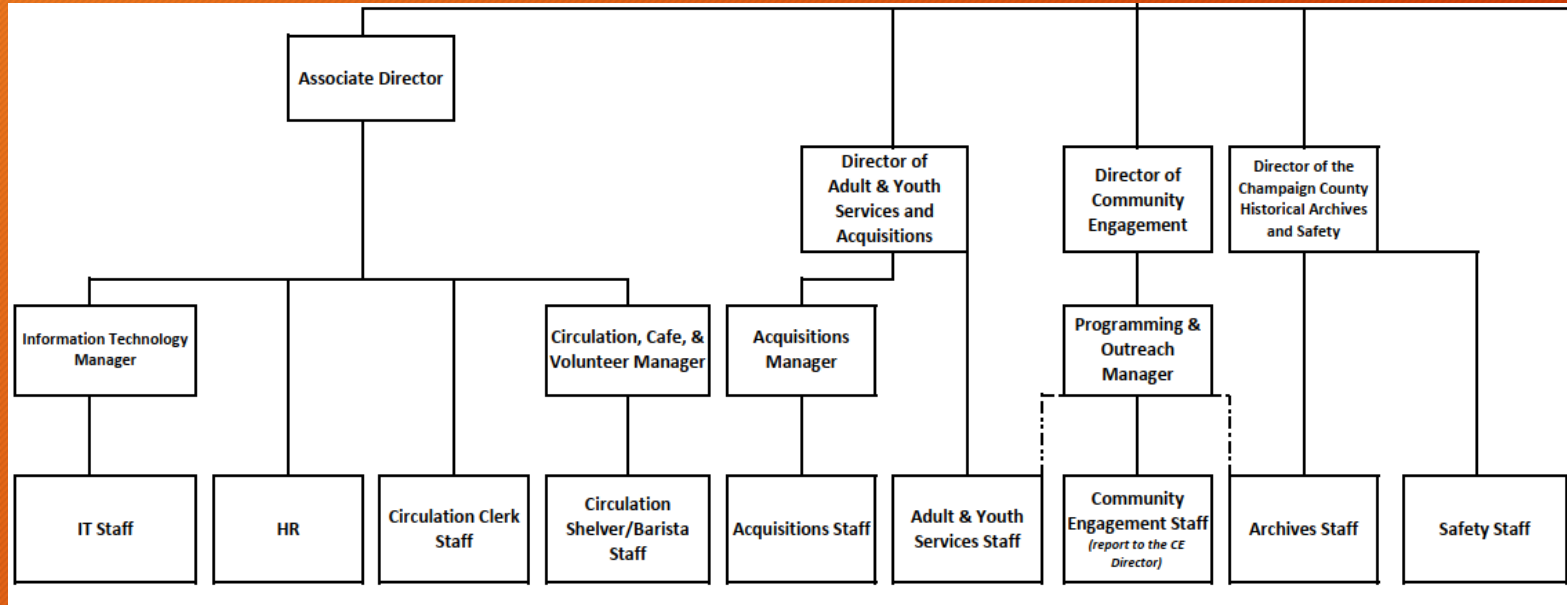 Associate Director
Director of
Adult & Youth
Services and
Acquisitions
Director of
Community
Engagement
Director of the
Champaign County
Historical Archives
and Safety
Information Technology
Manager
Circulation, Cafe, &
Volunteer Manager
Acquisitions
Manager
Programming &
Outreach
Manager
IT Staff
HR
Circulation Clerk
Staff
Circulation
Shelver/Barista
Staff
Acquisitions Staff
Adult & Youth
Services Staff
Community
Engagement Staff
(report to the CE
Director)
Archives Staff
Safety Staff